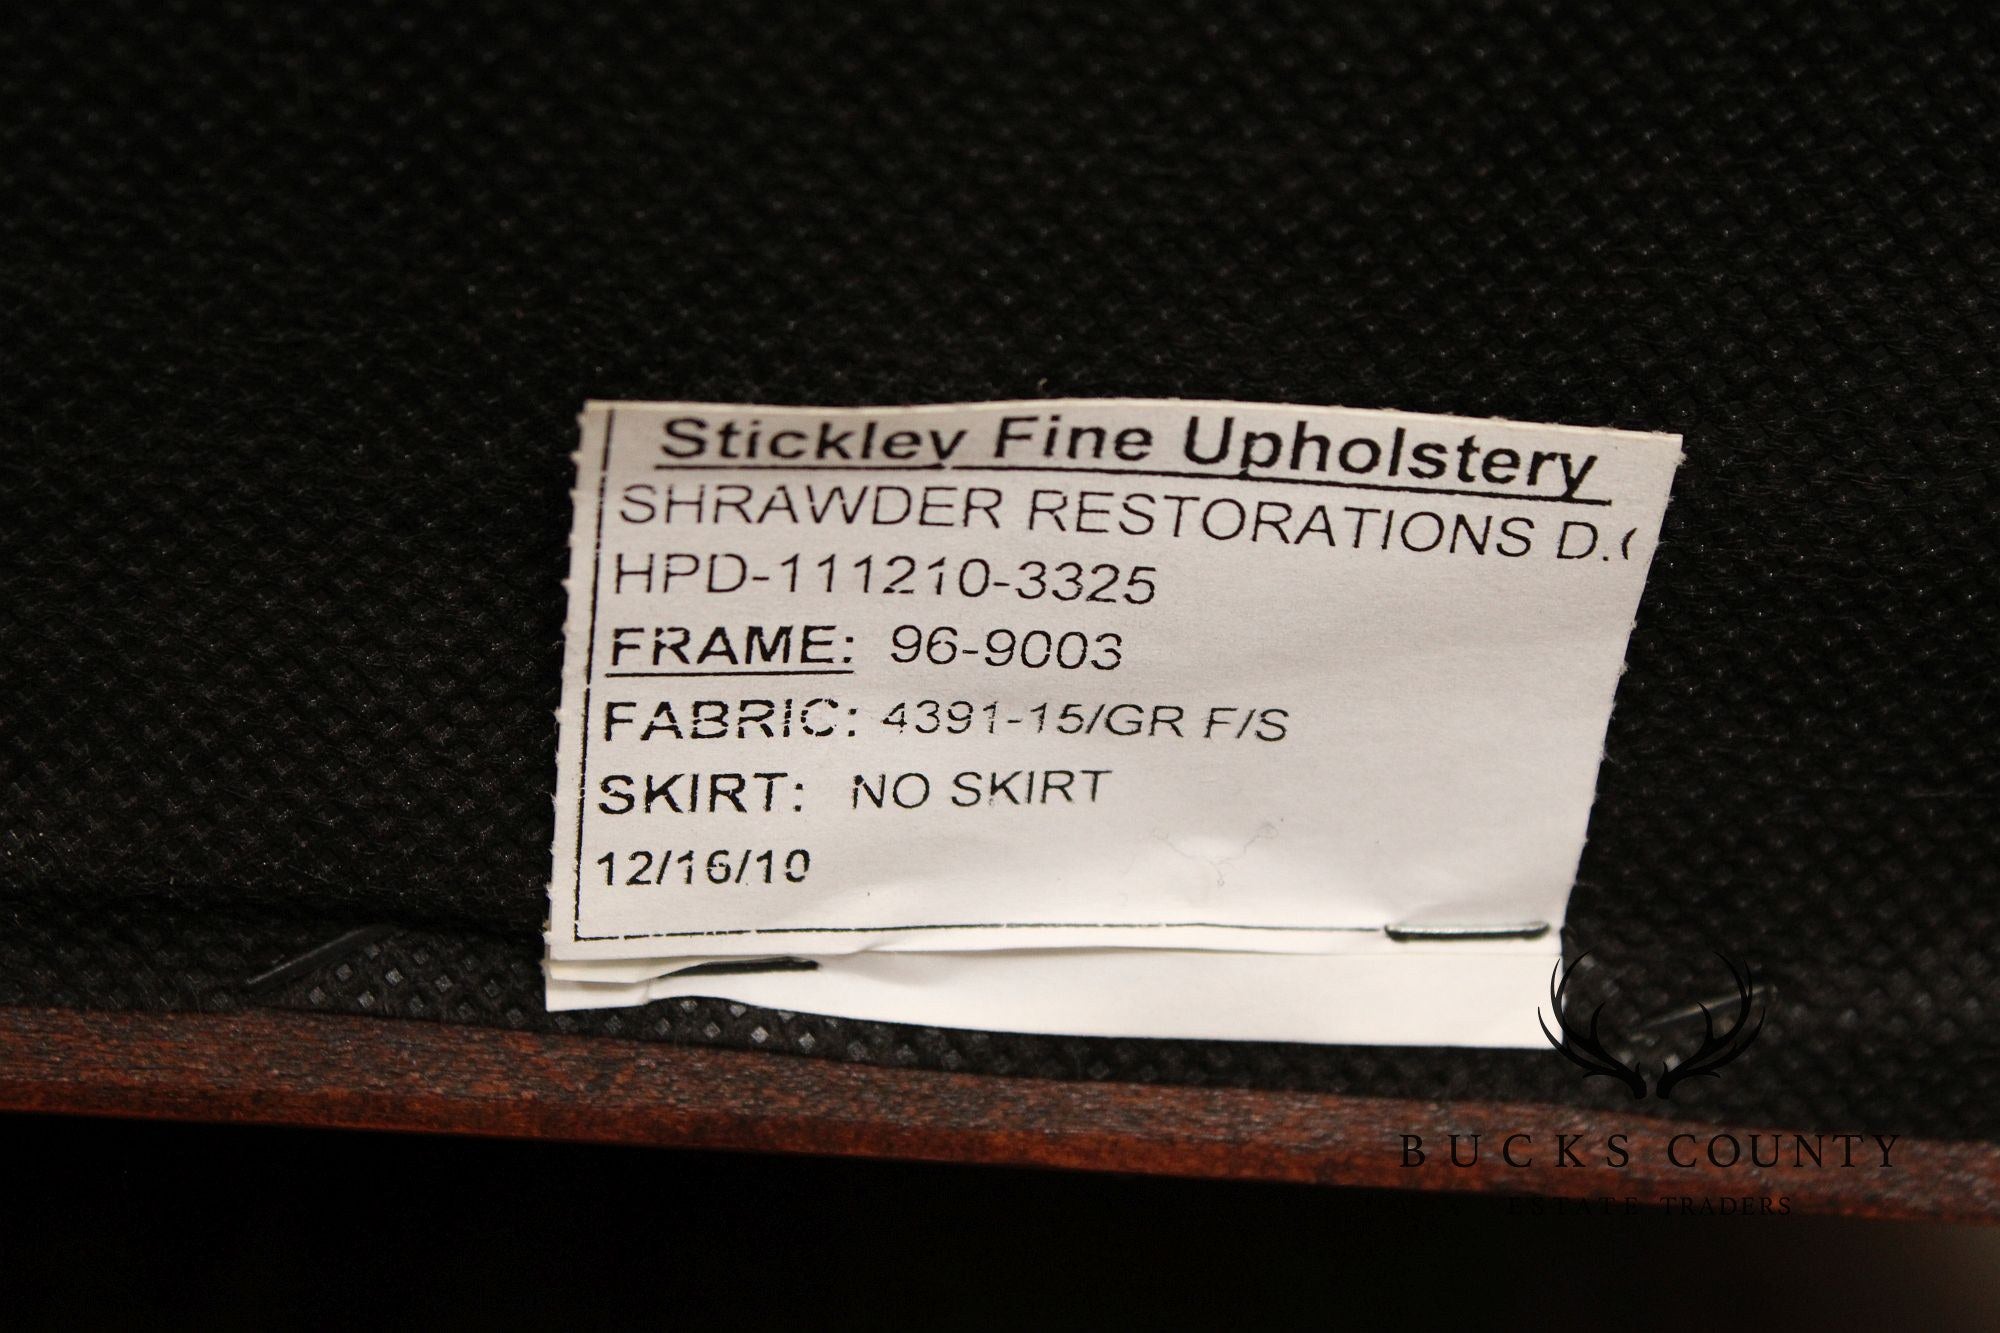 Stickley Fine Upholstery
SHRAWDER RESTORATIONS D.
HPD-111210-3325
FRAME: 96-9003
FABRIC: 4391-15/GR F/S
SKIRT: NO SKIRT
12/16/10
BUCKS COUNTY
ESTATE TRADERS